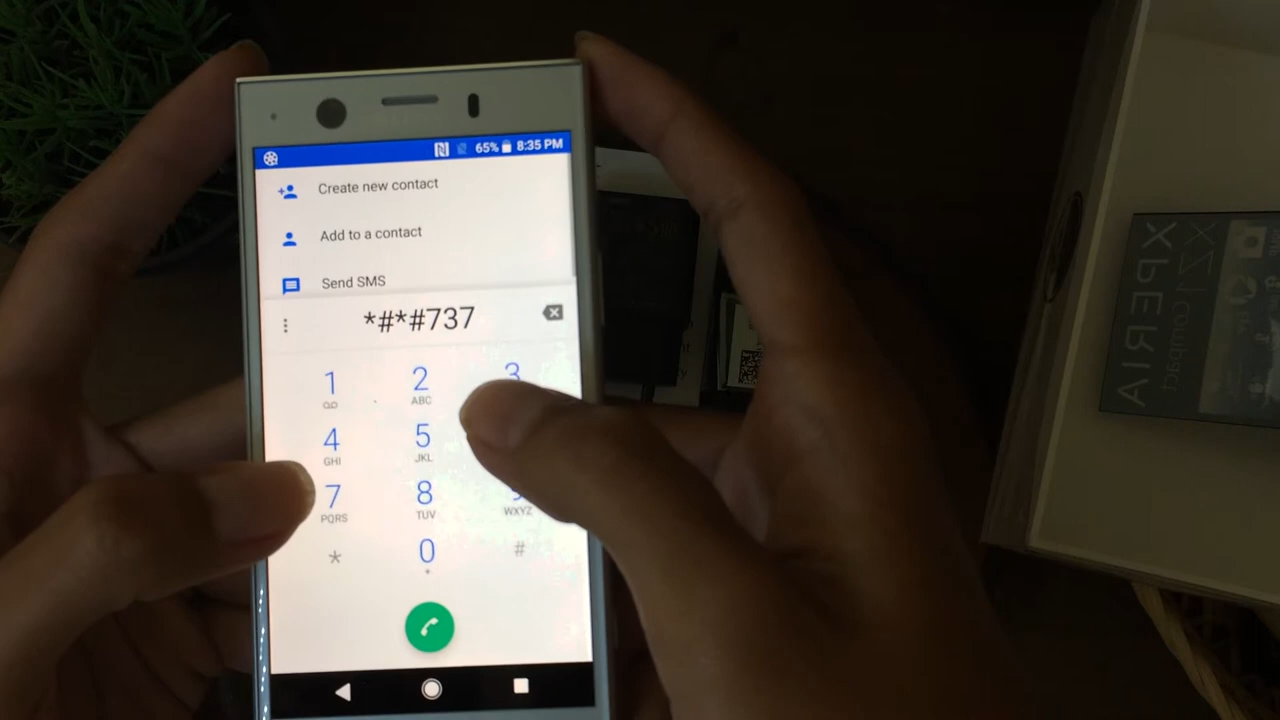 65% 8:35 PM
Create new contact
Add to a contact
Send SMS
*#*#737
1 2 3
ABC
4 5
GHI JKL
7 8 9
PQRS TUV WXYZ
* 0 #
+
XPERIA
XZ1 Compact